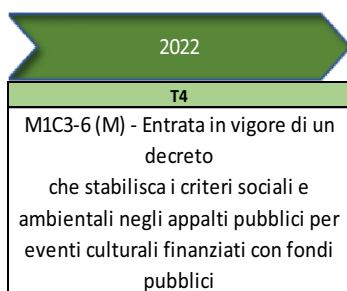 2022
T4
M1C3-6 (M) - Entrata in vigore di un
decreto
che stabilisca i criteri sociali e
ambientali negli appalti pubblici per
eventi culturali finanziati con fondi
pubblici